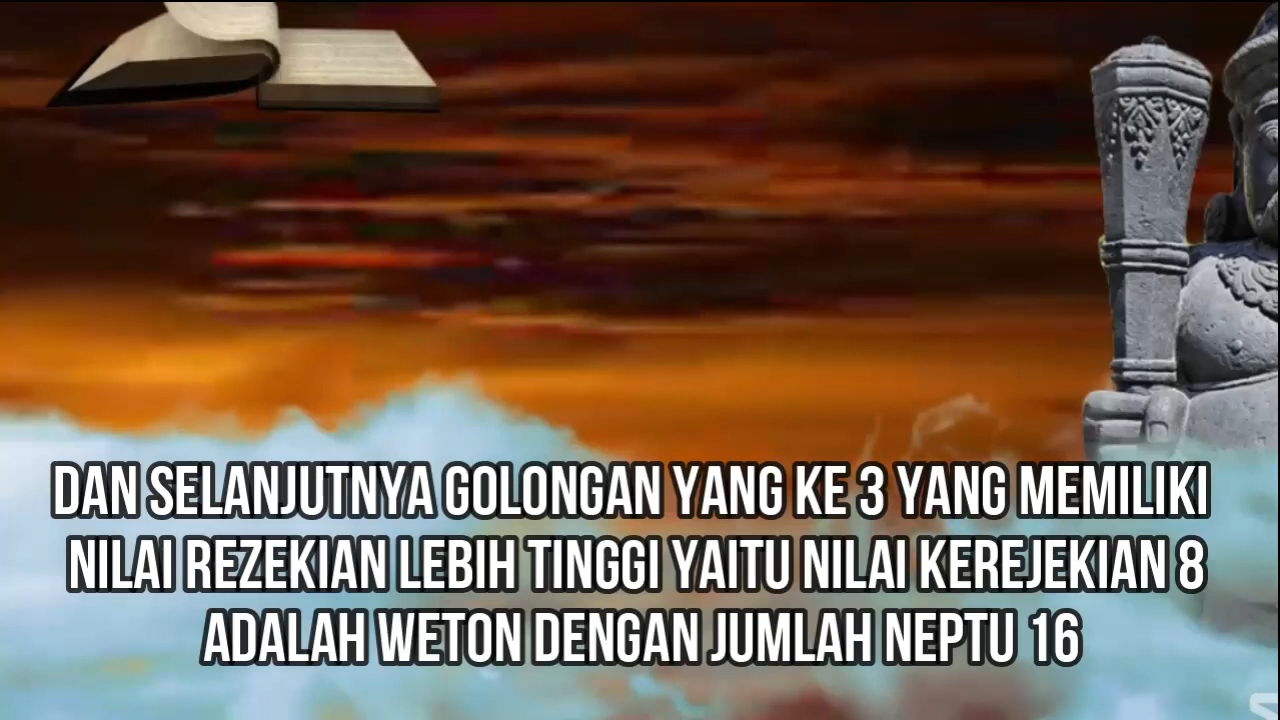 DAN SELANJUTNYA GOLONGAN YANG KE 3 YANG MEMILIKI
NILAI REZEKIAN LEBIH TINGGI YAITU NILAI KEREJEKIAN 8
ADALAH WETON DENGAN JUMLAH NEPTU 16